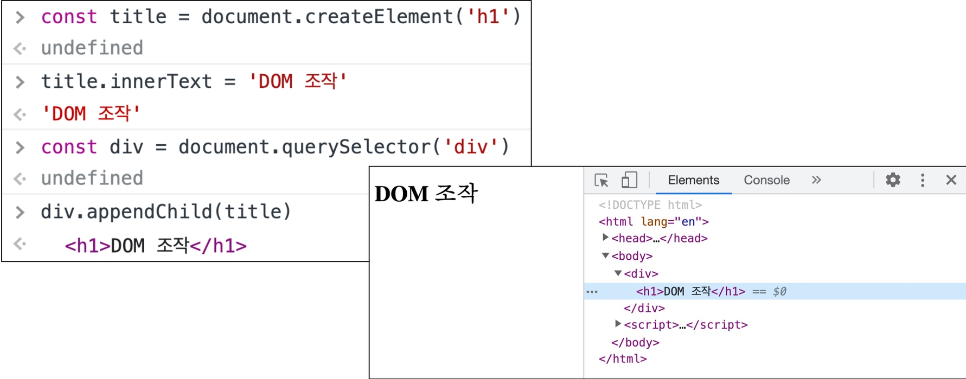 > const title = document.createElement('h1')
<· undefined
> title.innerText = 'DOM 조작'
<· 'DOM 조작'
> const div = document.querySelector('div')
<· undefined
> div.appendChild(title)
<· <h1>DOM 조작</h1>
DOM 조작
Elements Console »
<!DOCTYPE html>
<html lang="en">
▶<head>…</head>
▼<body>
▼<div>
… <h1>DOM 조작</h1> == $0
</div>
▶<script>…</script>
</body>
</html>